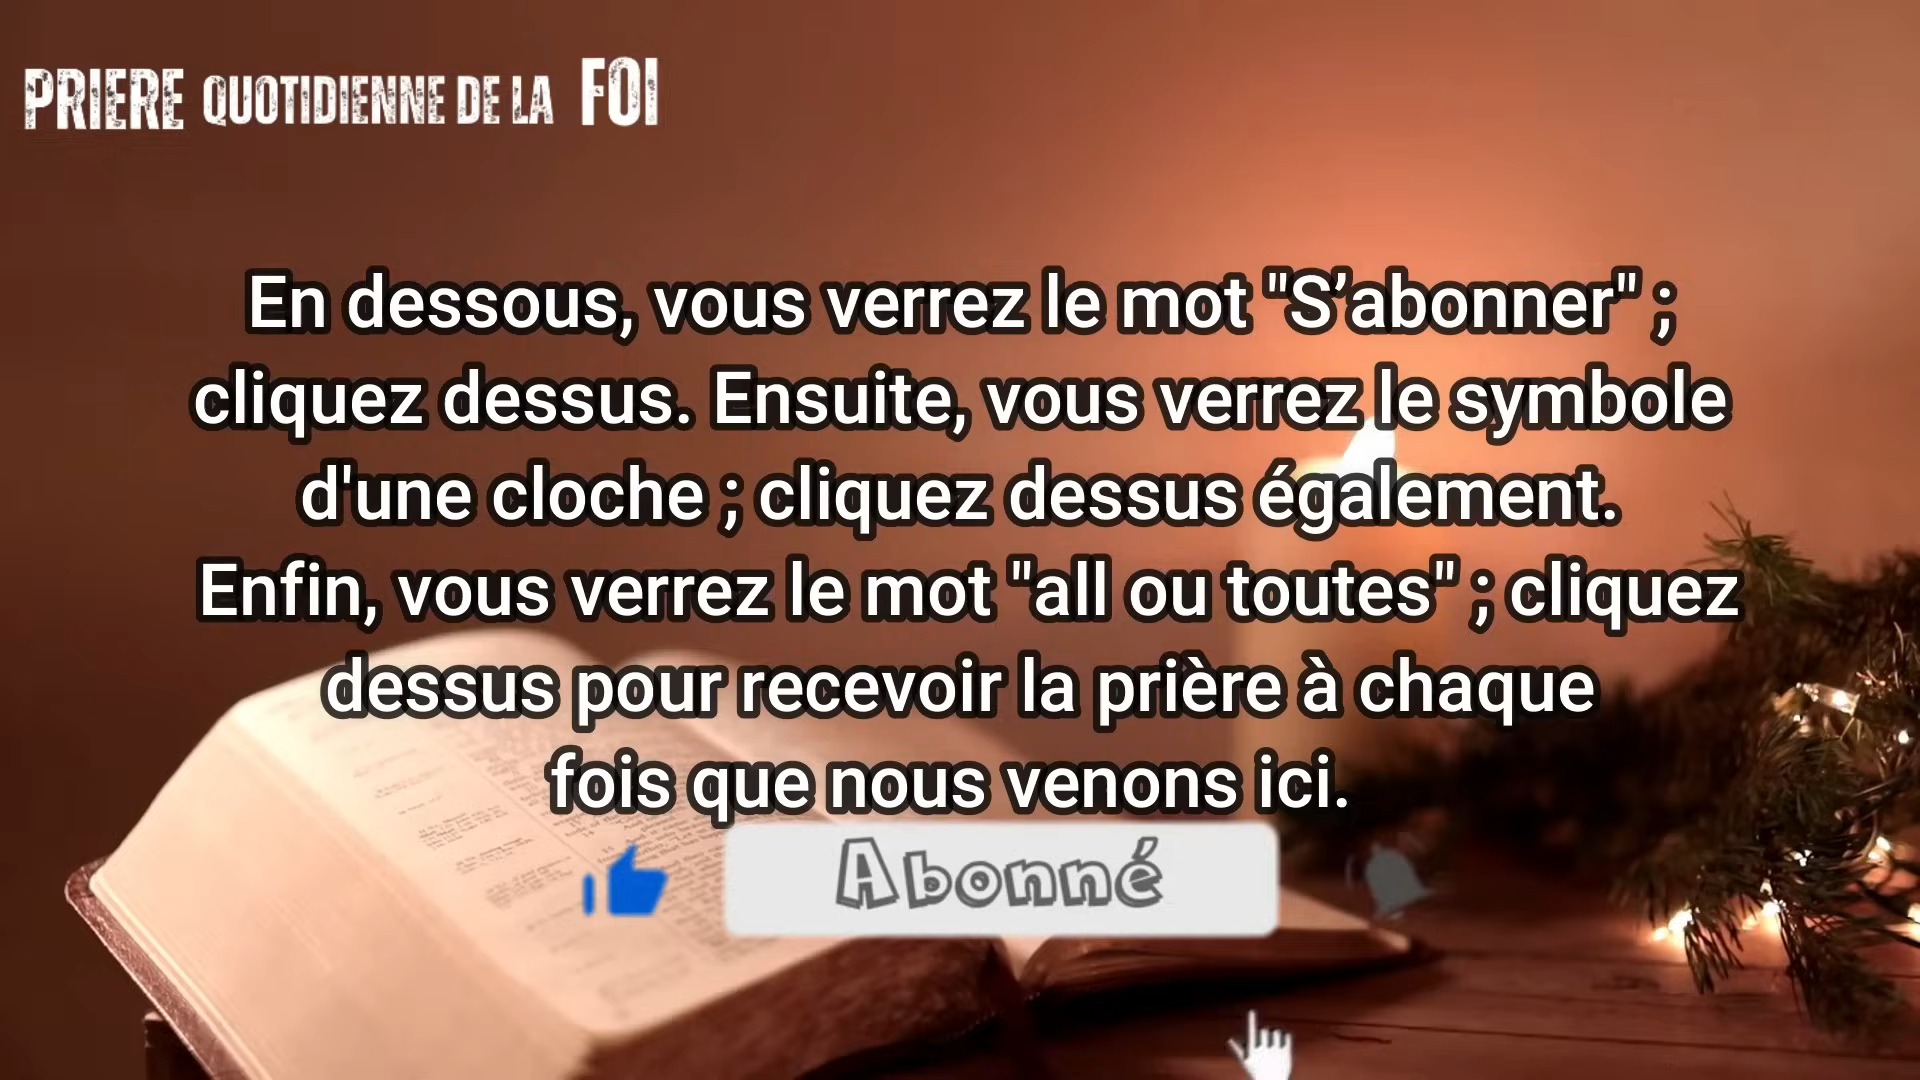 PRIERE QUOTIDIENNE DE LA FOI
En dessous, vous verrez le mot "S’abonner" ;
cliquez dessus. Ensuite, vous verrez le symbole
d'une cloche ; cliquez dessus également.
Enfin, vous verrez le mot "all ou toutes" ; cliquez
dessus pour recevoir la prière à chaque
fois que nous venons ici.
Abonné